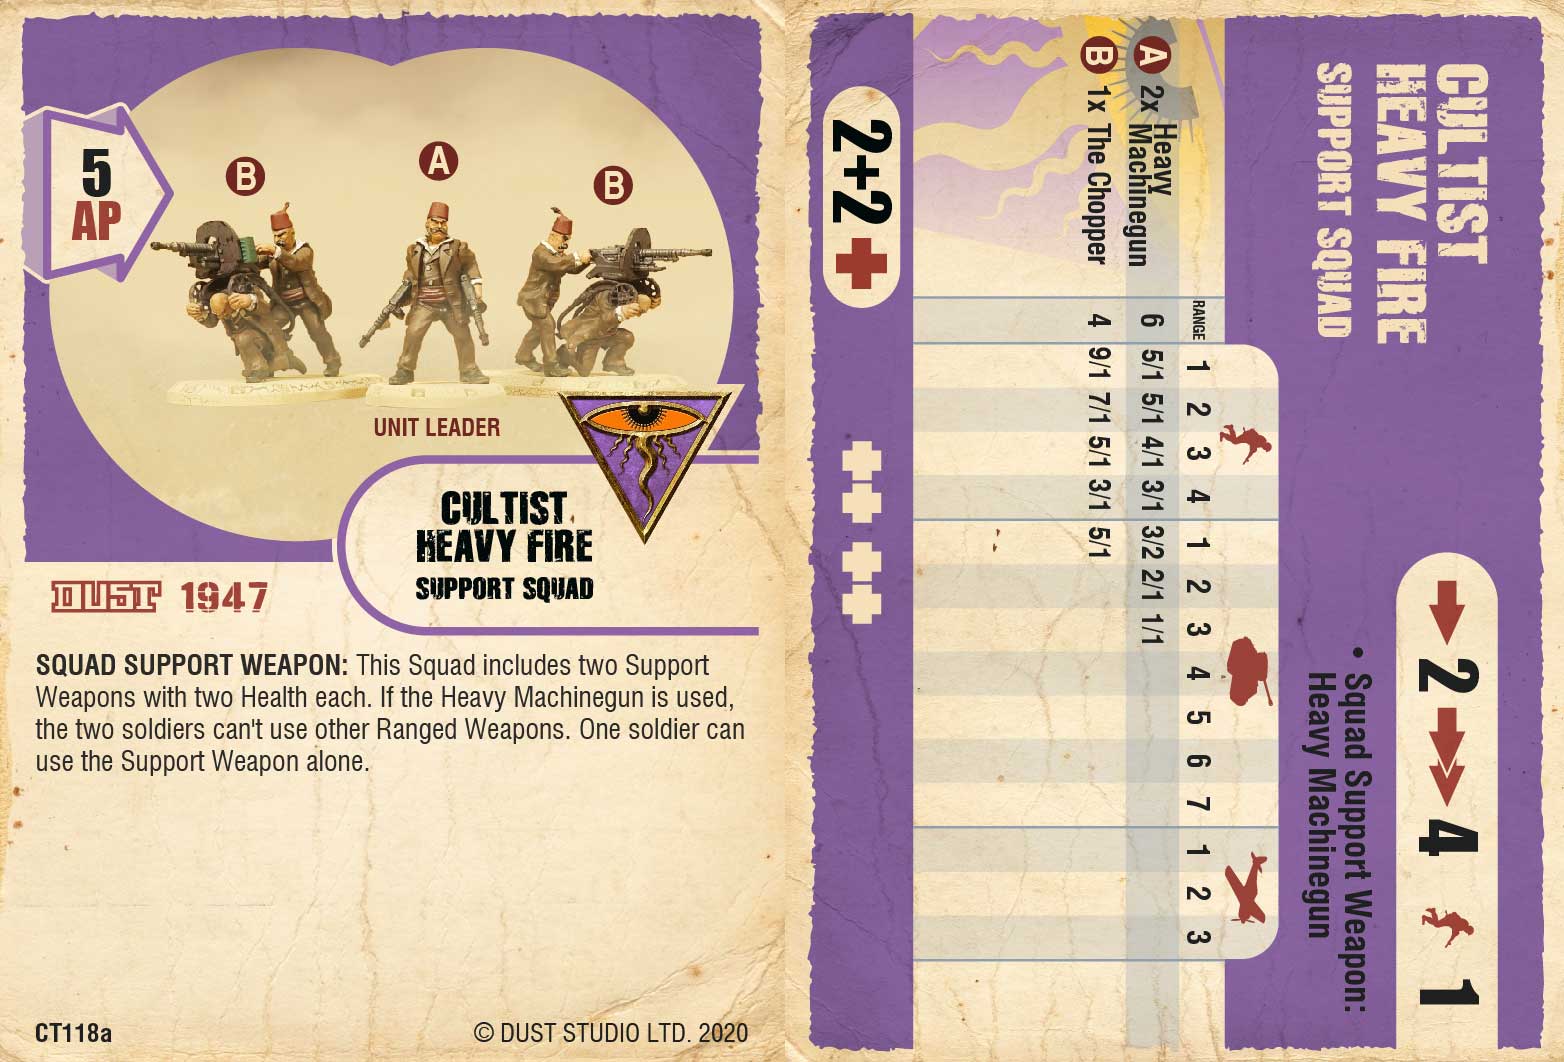 5
AP
B
A
B
UNIT LEADER
CULTIST
HEAVY FIRE
SUPPORT SQUAD
DUST 1947
SQUAD SUPPORT WEAPON: This Squad includes two Support
Weapons with two Health each. If the Heavy Machinegun is used,
the two soldiers can't use other Ranged Weapons. One soldier can
use the Support Weapon alone.
CT118a
© DUST STUDIO LTD. 2020
CULTIST
HEAVY FIRE
SUPPORT SQUAD
2 4 1
• Squad Support Weapon:
Heavy Machinegun
RANGE 1 2 3 4 1 2 3 4 5 6 7 1 2 3
A 2x Heavy
Machinegun 6 5/1 5/1 4/1 3/1 3/2 2/1 1/1
B 1x The Chopper 4 9/1 7/1 5/1 3/1 5/1
2+2